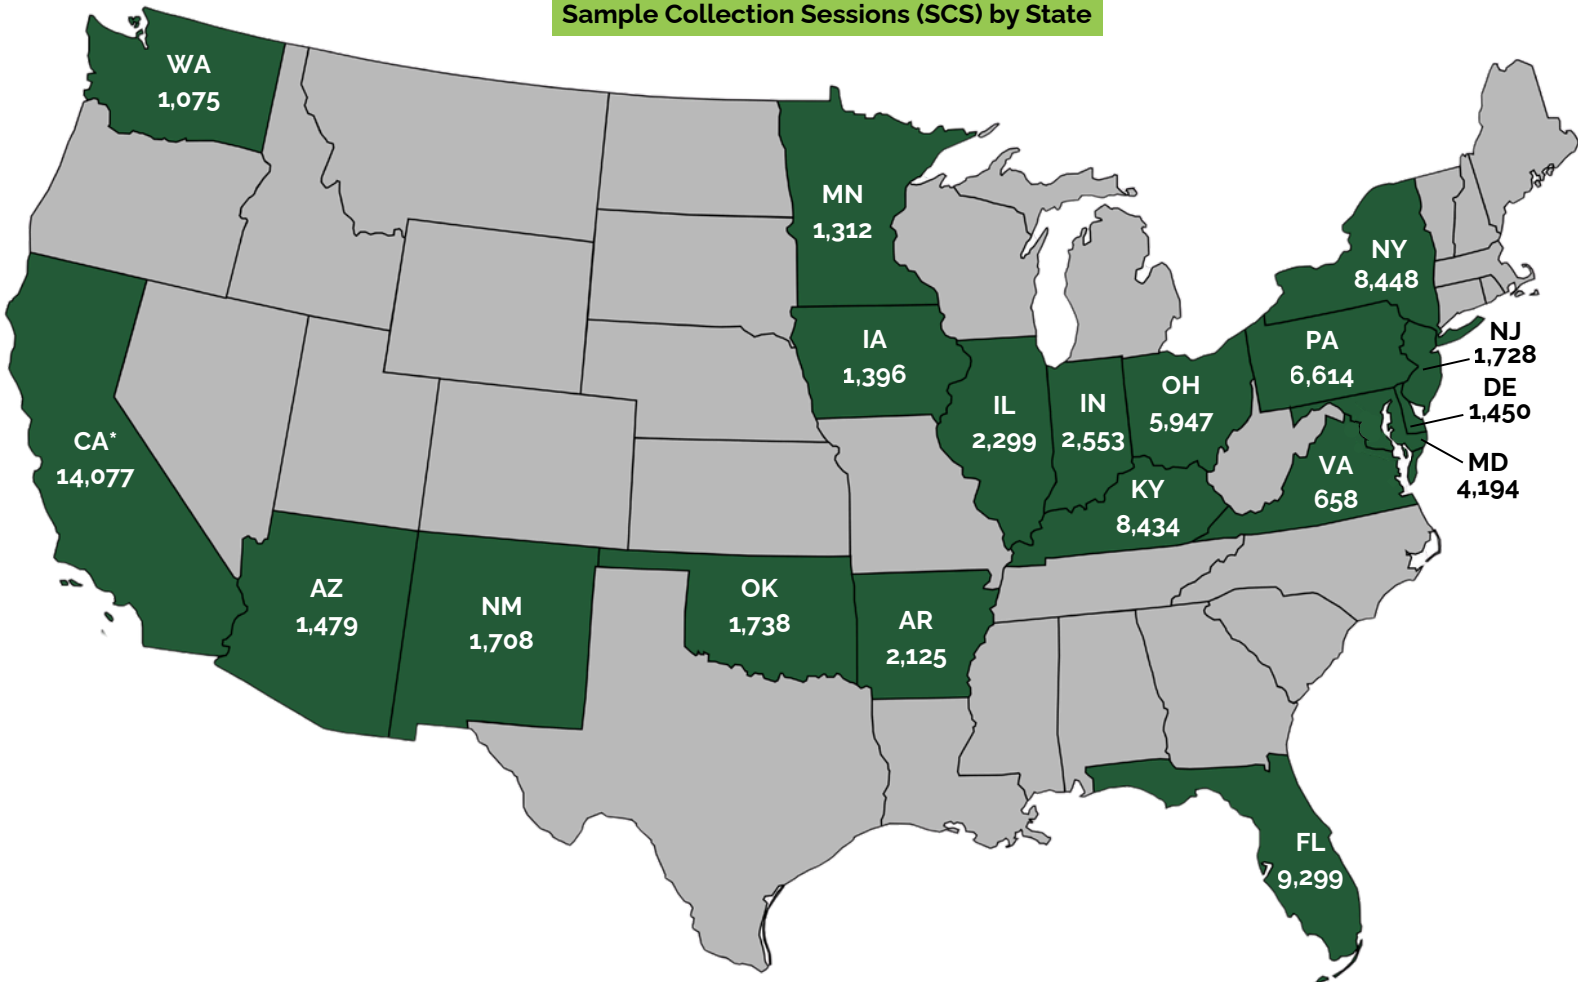 Sample Collection Sessions (SCS) by State
WA
1,075
MN
1,312
NY
8,448
CA*
14,077
IA
1,396
IL
2,299
IN
2,553
OH
5,947
PA
6,614
NJ
1,728
DE
1,450
MD
4,194
VA
658
KY
8,434
AZ
1,479
NM
1,708
OK
1,738
AR
2,125
FL
9,299